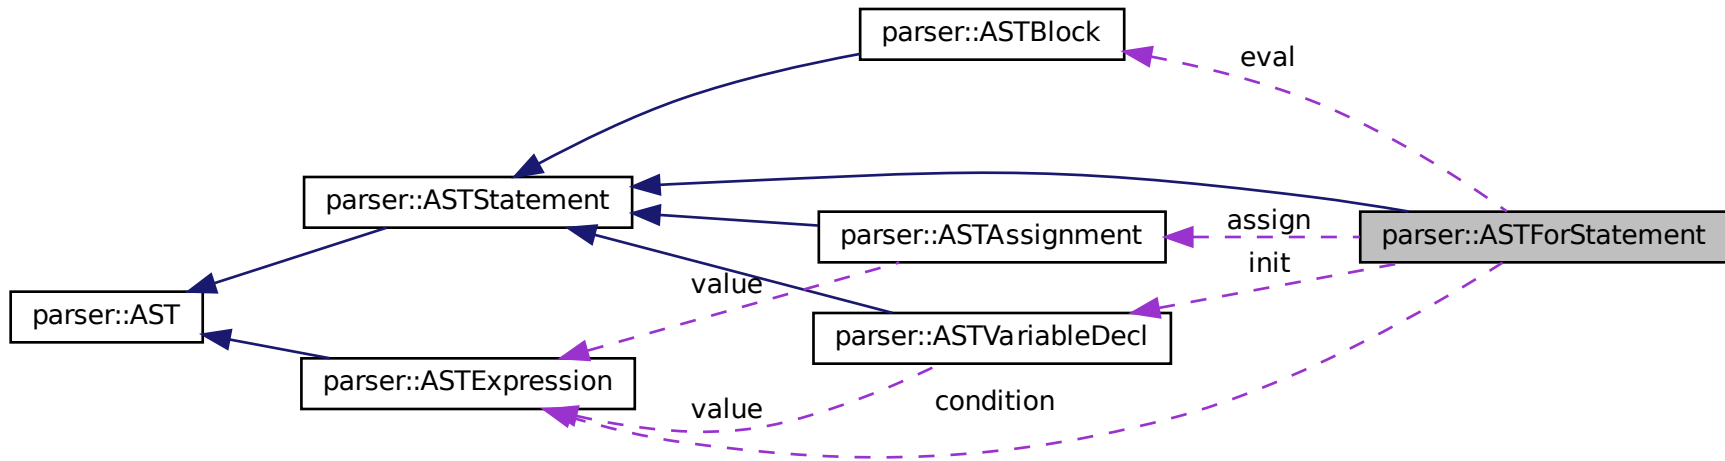 parser::ASTBlock
eval
parser::ASTStatement
assign
parser::ASTAssignment
parser::ASTForStatement
init
value
parser::AST
parser::ASTVariableDecl
parser::ASTExpression
condition
value